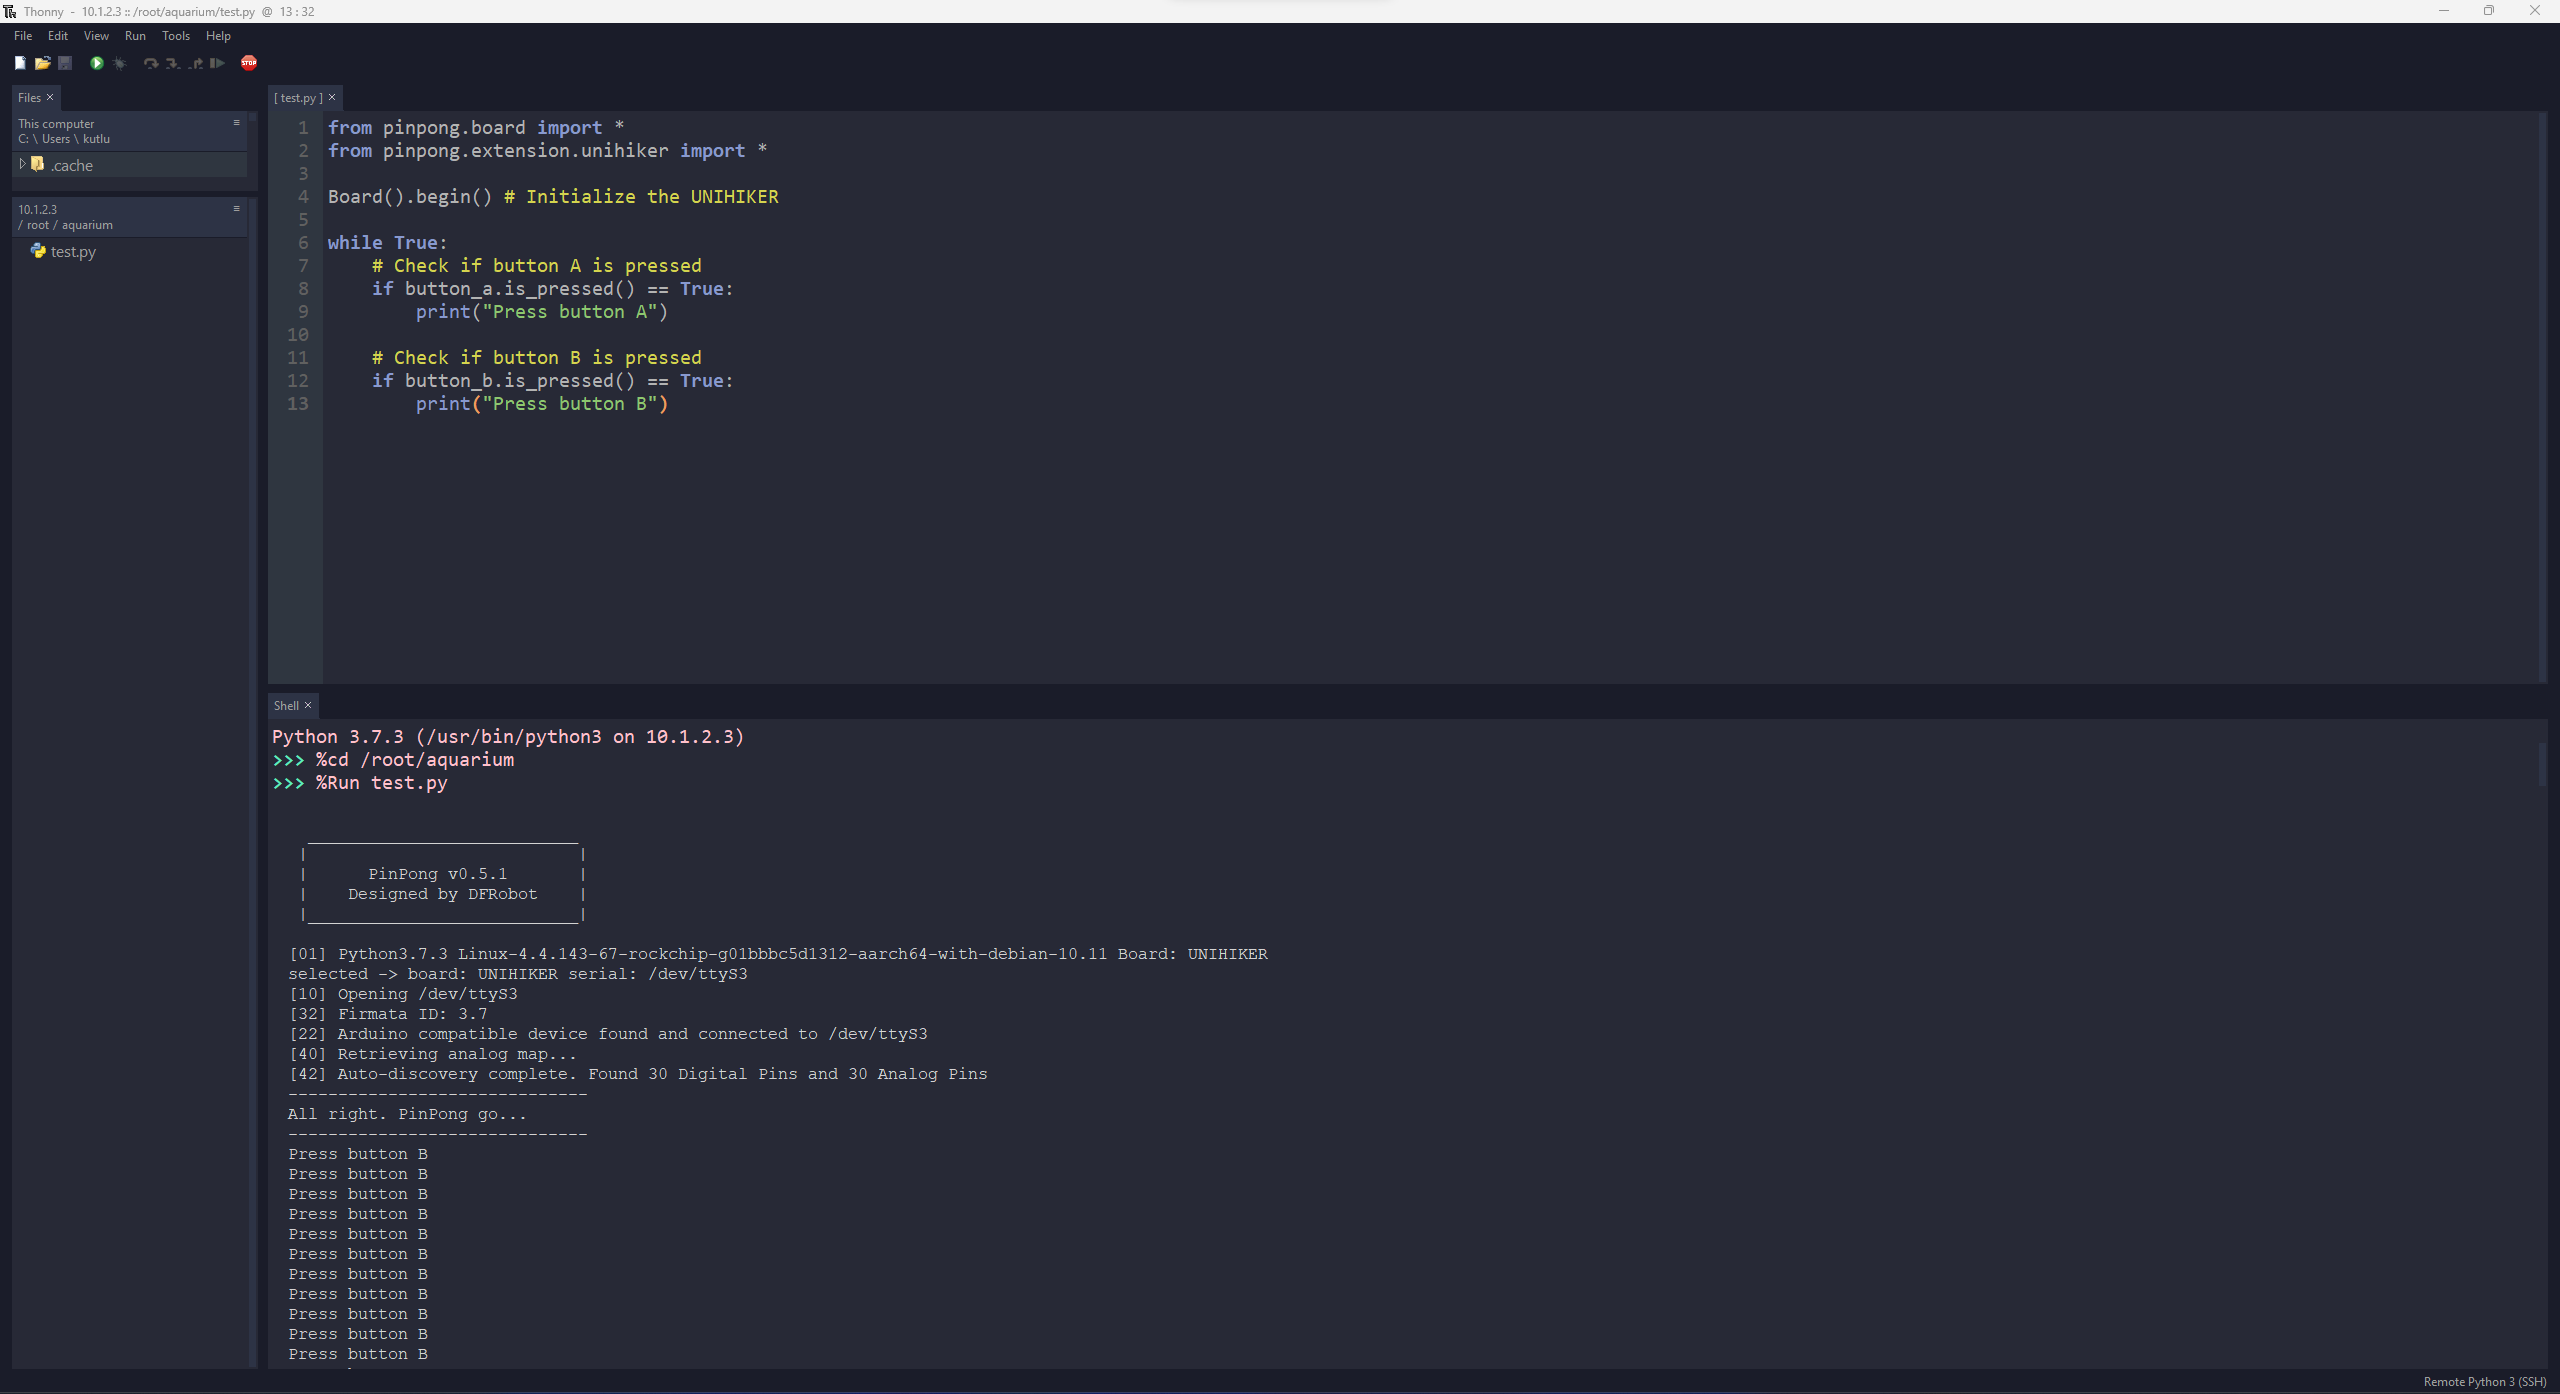 Thonny - 10.1.2.3 :: /root/aquarium/test.py @ 13 : 32
File Edit View Run Tools Help
STOP
Files ×
This computer
C: \ Users \ kutlu
.cache
10.1.2.3
/ root / aquarium
test.py
[ test.py ] ×
1 from pinpong.board import *
2 from pinpong.extension.unihiker import *
3
4 Board().begin() # Initialize the UNIHIKER
5
6 while True:
7 # Check if button A is pressed
8 if button_a.is_pressed() == True:
9 print("Press button A")
10
11 # Check if button B is pressed
12 if button_b.is_pressed() == True:
13 print("Press button B")
Shell ×
Python 3.7.3 (/usr/bin/python3 on 10.1.2.3)
>>> %cd /root/aquarium
>>> %Run test.py
PinPong v0.5.1
Designed by DFRobot
[01] Python3.7.3 Linux-4.4.143-67-rockchip-g01bbbc5d1312-aarch64-with-debian-10.11 Board: UNIHIKER
selected -> board: UNIHIKER serial: /dev/ttyS3
[10] Opening /dev/ttyS3
[32] Firmata ID: 3.7
[22] Arduino compatible device found and connected to /dev/ttyS3
[40] Retrieving analog map...
[42] Auto-discovery complete. Found 30 Digital Pins and 30 Analog Pins
------------------------------
All right. PinPong go...
------------------------------
Press button B
Press button B
Press button B
Press button B
Press button B
Press button B
Press button B
Press button B
Press button B
Press button B
Press button B
Remote Python 3 (SSH)